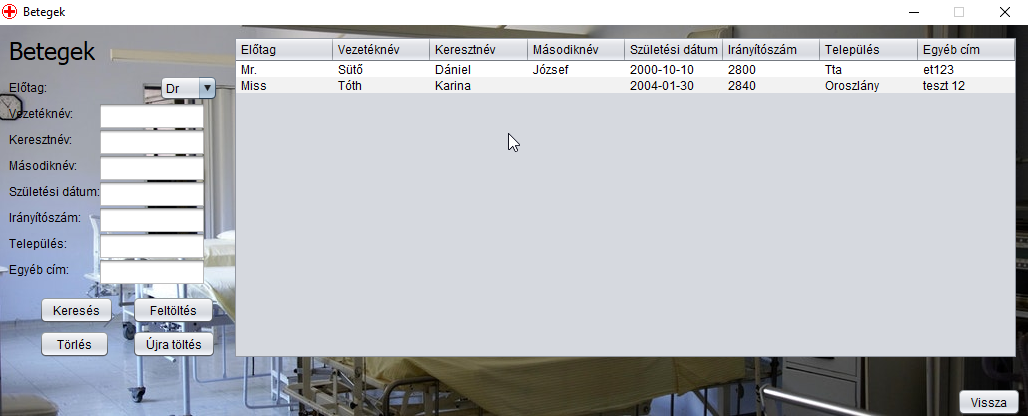 Betegek
Betegek
Előtag: Dr
Vezetéknév:
Keresztnév:
Másodiknév:
Születési dátum:
Irányítószám:
Település:
Egyéb cím:
Keresés Feltöltés
Törlés Újra töltés
Előtag Vezetéknév Keresztnév Másodiknév Születési dátum Irányítószám Település Egyéb cím
Mr. Sütő Dániel József 2000-10-10 2800 Tta et123
Miss Tóth Karina 2004-01-30 2840 Oroszlány teszt 12
Vissza